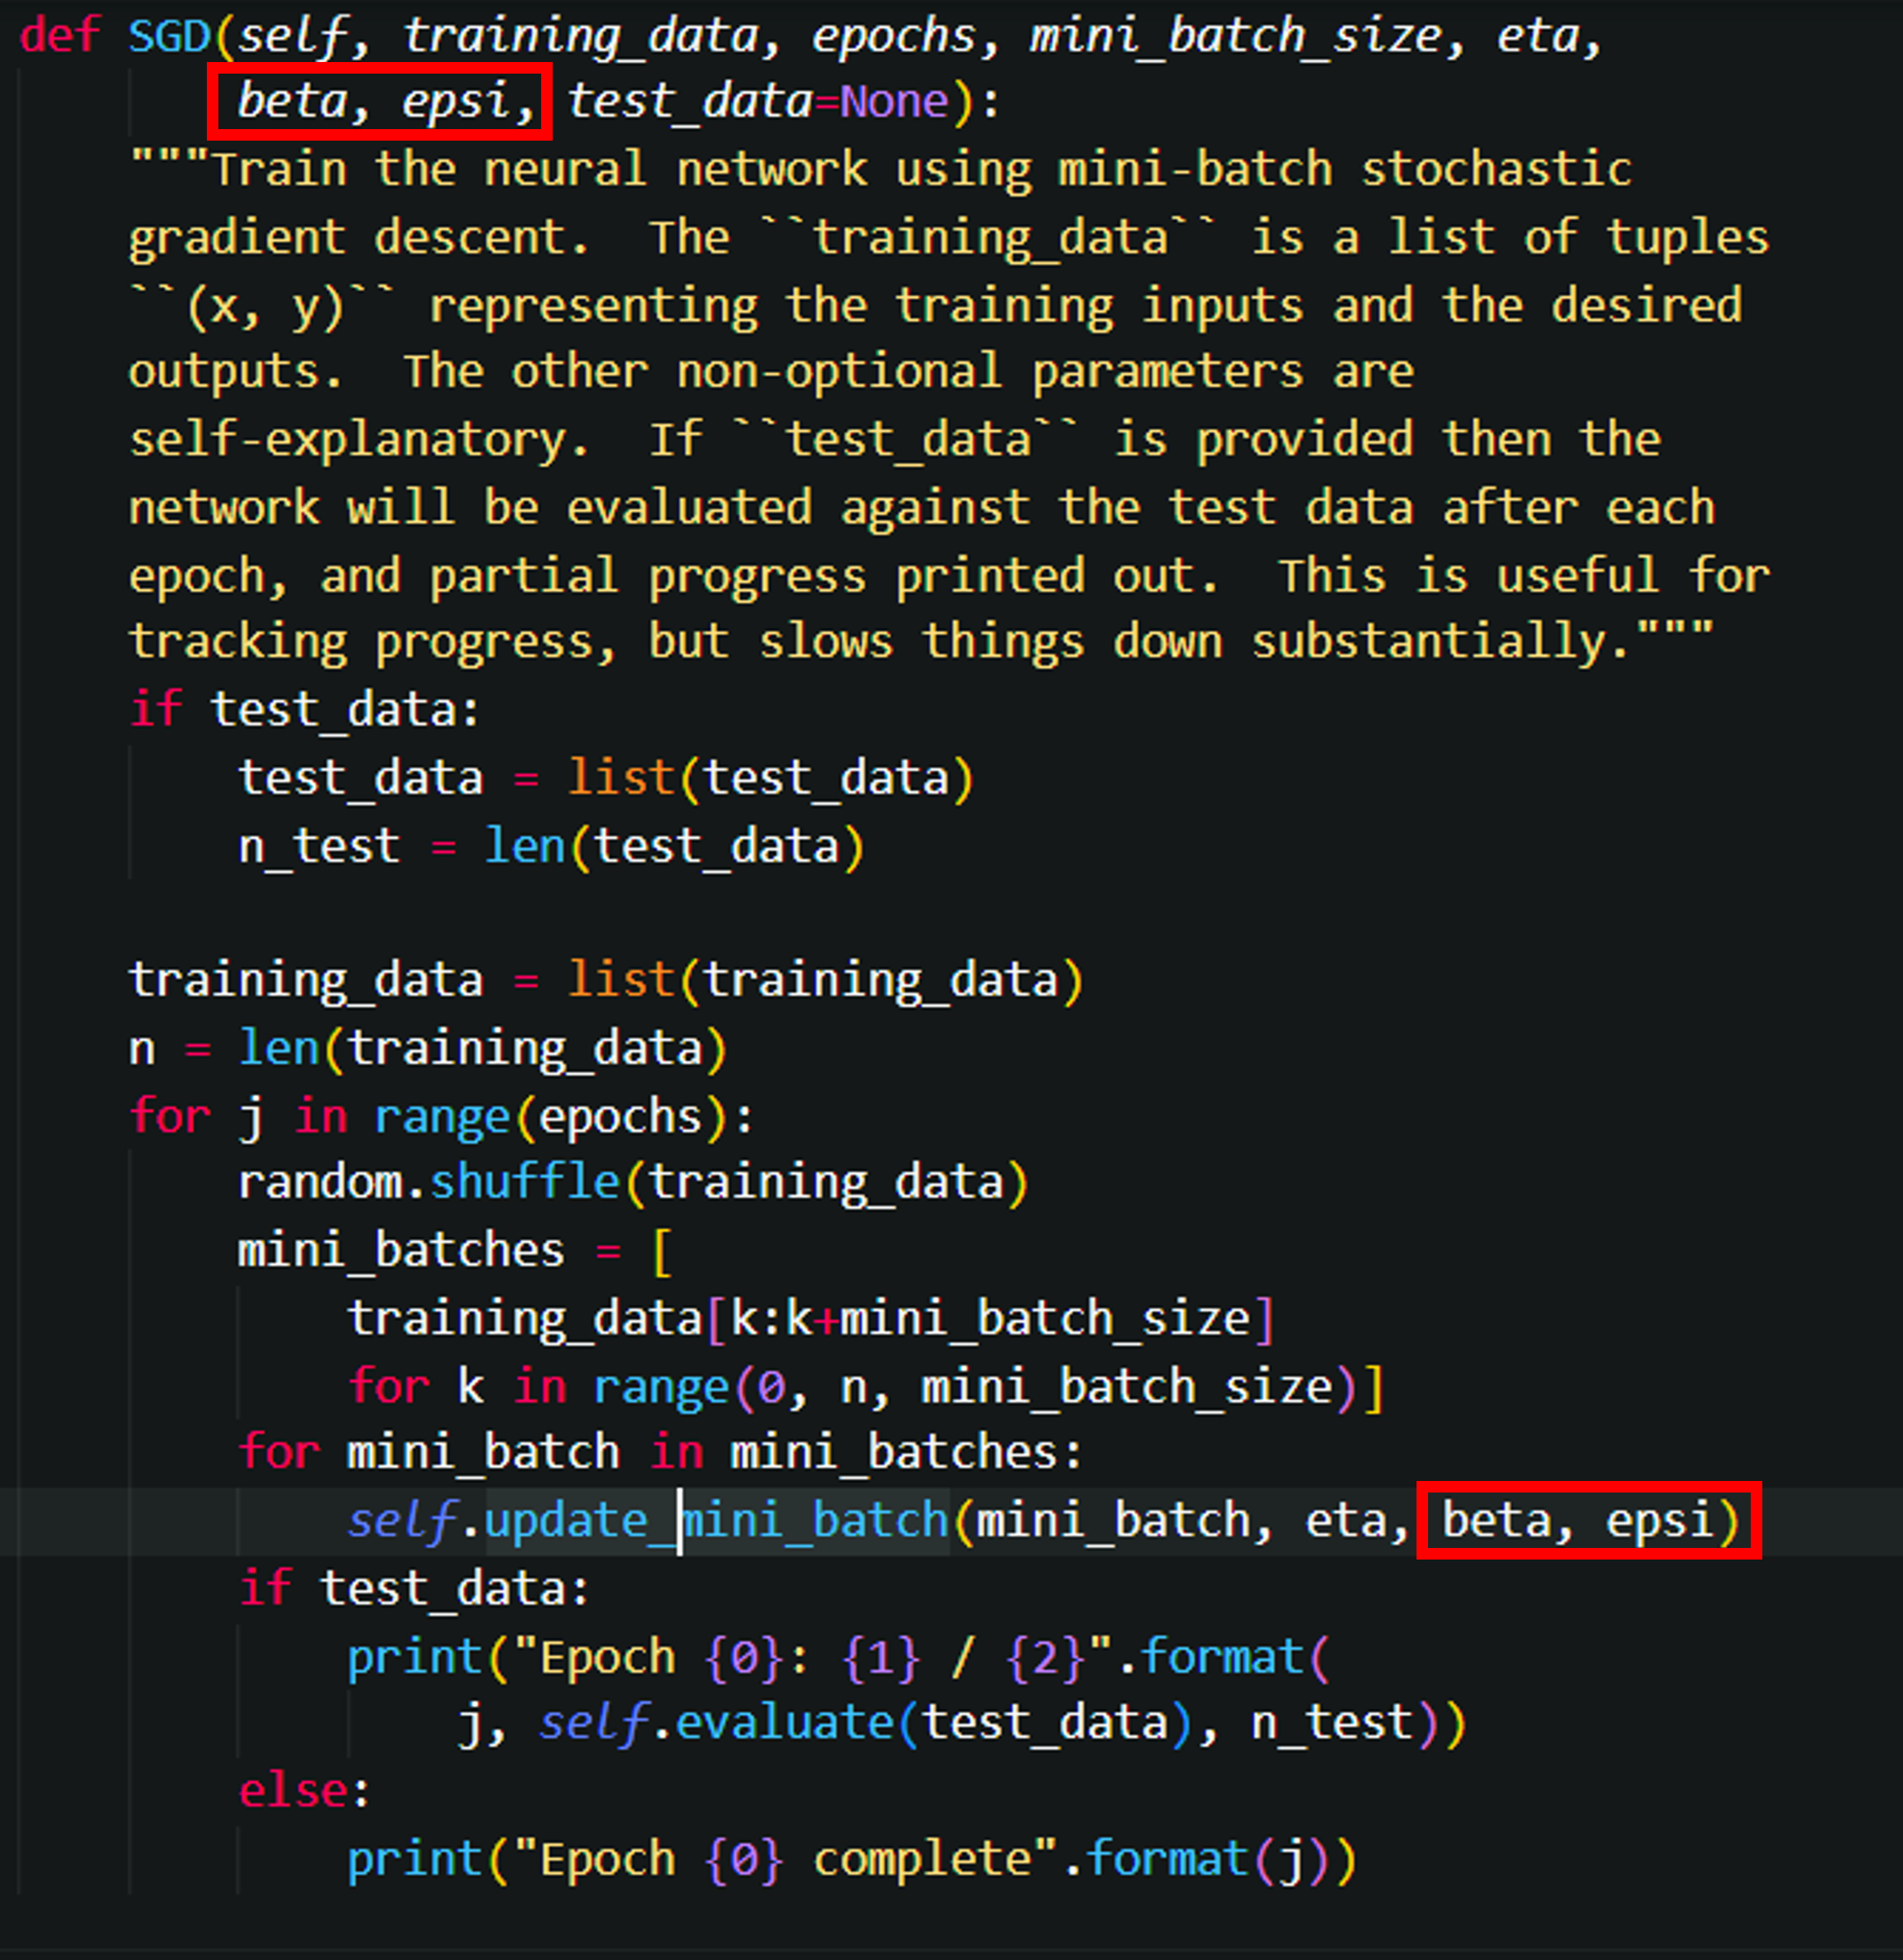 def SGD(self, training_data, epochs, mini_batch_size, eta,
beta, epsi, test_data=None):
"""Train the neural network using mini-batch stochastic
gradient descent.  The ``training_data`` is a list of tuples
``(x, y)`` representing the training inputs and the desired
outputs.  The other non-optional parameters are
self-explanatory.  If ``test_data`` is provided then the
network will be evaluated against the test data after each
epoch, and partial progress printed out.  This is useful for
tracking progress, but slows things down substantially."""
if test_data:
test_data = list(test_data)
n_test = len(test_data)
training_data = list(training_data)
n = len(training_data)
for j in range(epochs):
random.shuffle(training_data)
mini_batches = [
training_data[k:k+mini_batch_size]
for k in range(0, n, mini_batch_size)]
for mini_batch in mini_batches:
self.update_mini_batch(mini_batch, eta, beta, epsi)
if test_data:
print("Epoch {0}: {1} / {2}".format(
j, self.evaluate(test_data), n_test))
else:
print("Epoch {0} complete".format(j))